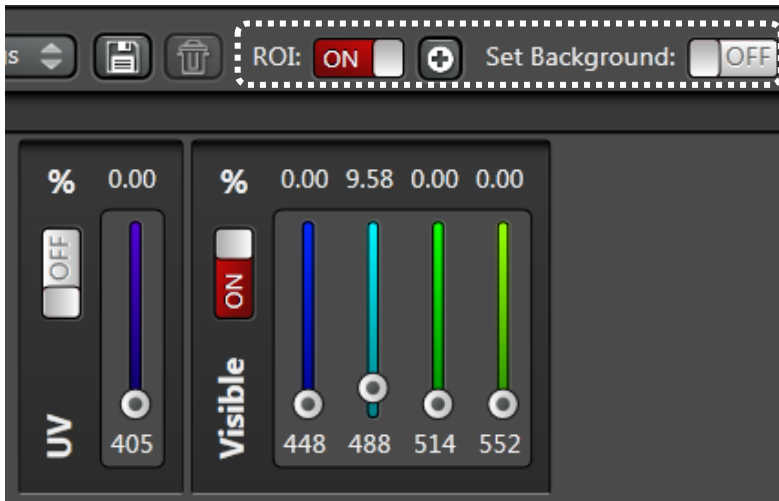 us ROI: ON Set Background: OFF
% 0.00 % 0.00 9.58 0.00 0.00
OFF ON
UV Visible
405 448 488 514 552